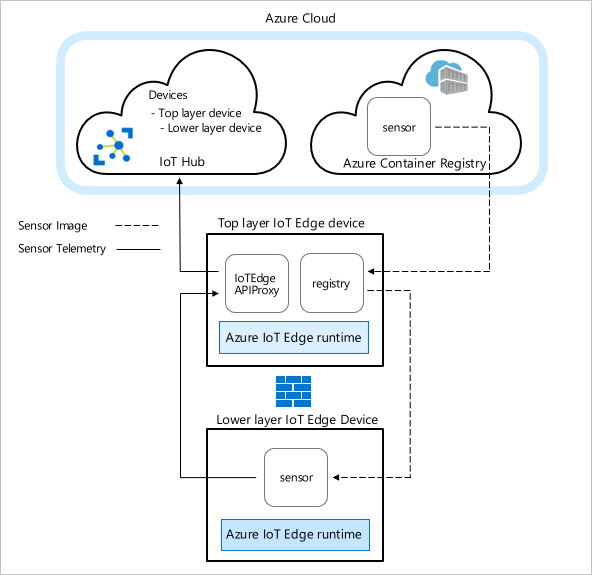 Azure Cloud
Devices
- Top layer device
- Lower layer device
IoT Hub
sensor
Azure Container Registry
Sensor Image
Sensor Telemetry
Top layer IoT Edge device
IoTEdge
APIProxy
registry
Azure IoT Edge runtime
Lower layer IoT Edge Device
sensor
Azure IoT Edge runtime